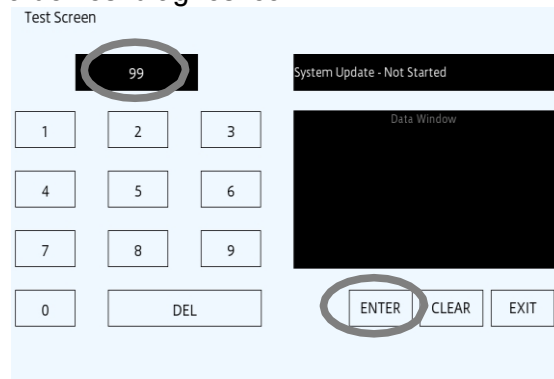 Test Screen
99
System Update - Not Started
Data Window
1 2 3
4 5 6
7 8 9
0 DEL
ENTER CLEAR EXIT